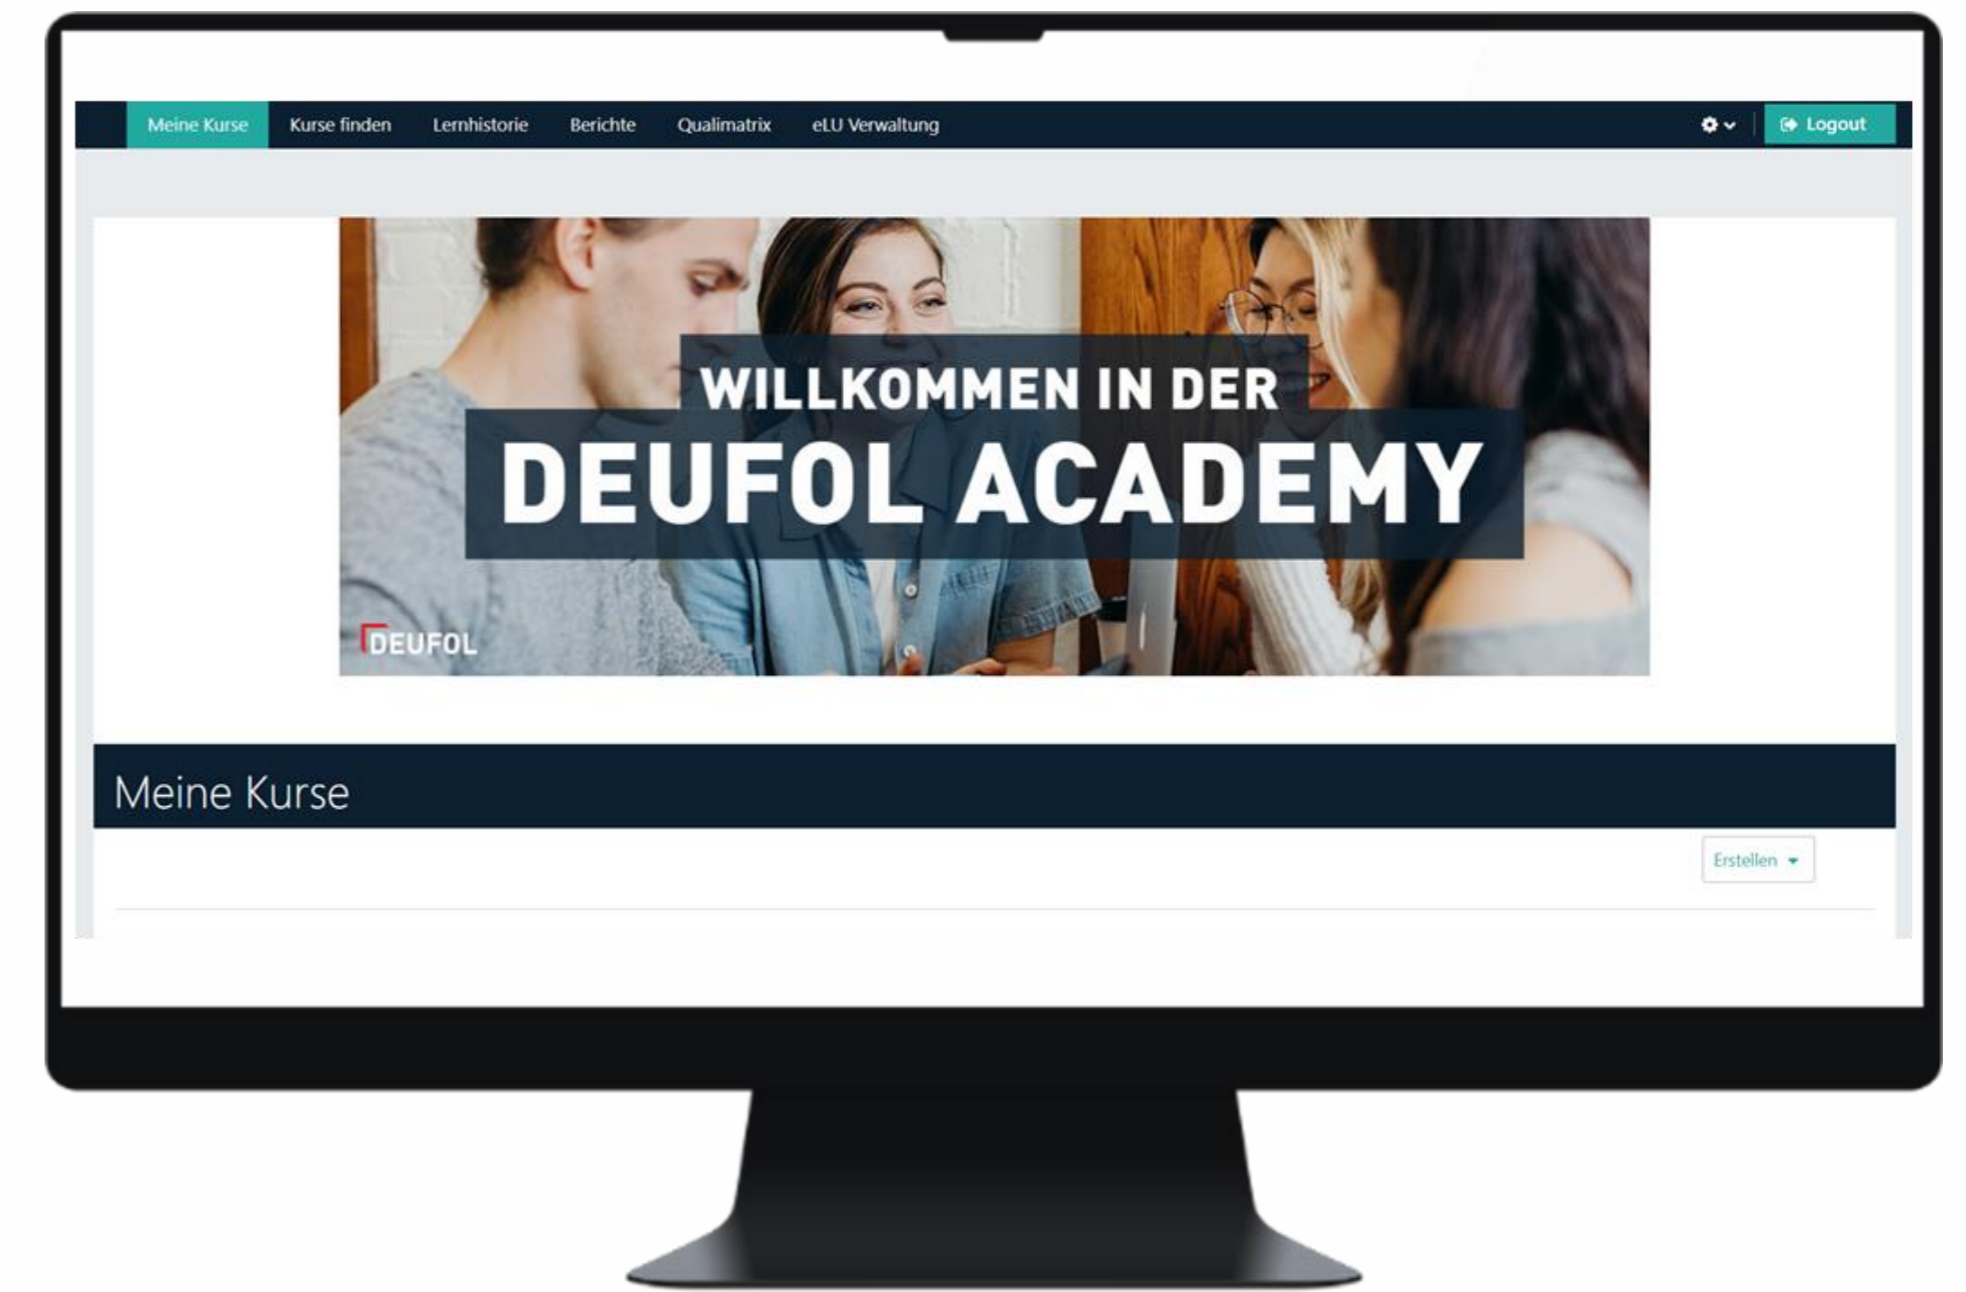 Meine Kurse Kurse finden Lernhistorie Berichte Qualimatrix eLU Verwaltung Logout
WILLKOMMEN IN DER
DEUFOL ACADEMY
DEUFOL
Meine Kurse
Erstellen